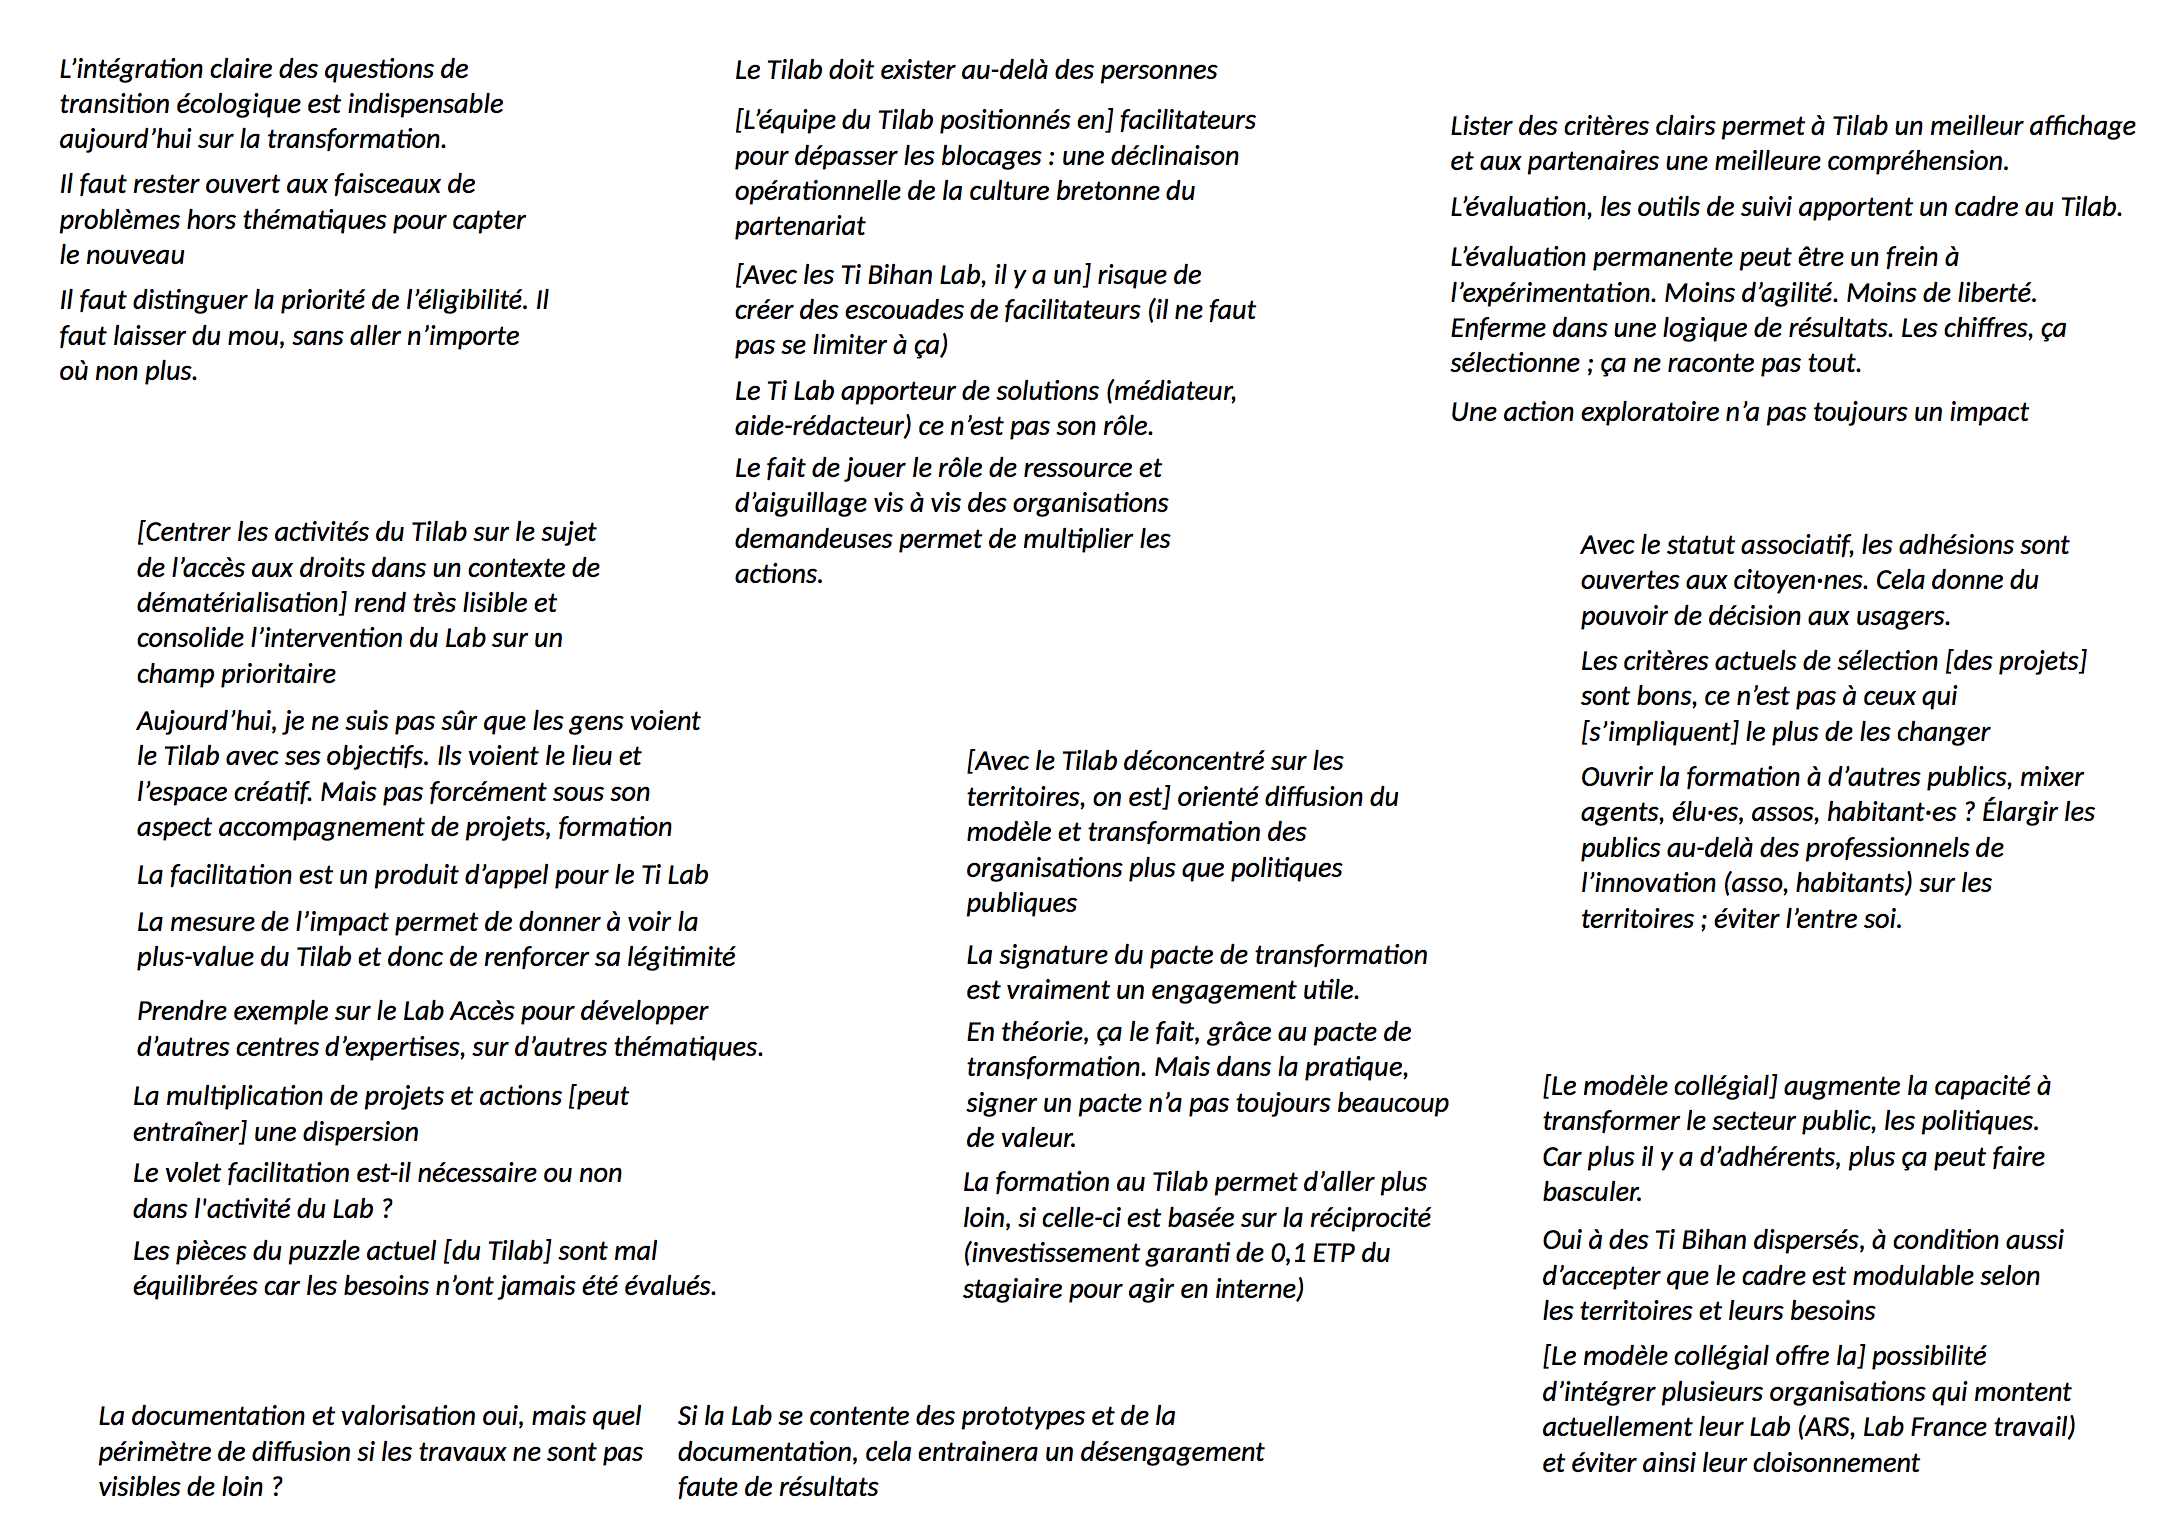 L’intégration claire des questions de
transition écologique est indispensable
aujourd’hui sur la transformation.
Il faut rester ouvert aux faisceaux de
problèmes hors thématiques pour capter
le nouveau
Il faut distinguer la priorité de l’éligibilité. Il
faut laisser du mou, sans aller n’importe
où non plus.
Le Tilab doit exister au-delà des personnes
[L’équipe du Tilab positionnés en] facilitateurs
pour dépasser les blocages : une déclinaison
opérationnelle de la culture bretonne du
partenariat
[Avec les Ti Bihan Lab, il y a un] risque de
créer des escouades de facilitateurs (il ne faut
pas se limiter à ça)
Le Ti Lab apporteur de solutions (médiateur,
aide-rédacteur) ce n’est pas son rôle.
Le fait de jouer le rôle de ressource et
d’aiguillage vis à vis des organisations
demandeuses permet de multiplier les
actions.
Lister des critères clairs permet à Tilab un meilleur affichage
et aux partenaires une meilleure compréhension.
L’évaluation, les outils de suivi apportent un cadre au Tilab.
L’évaluation permanente peut être un frein à
l’expérimentation. Moins d’agilité. Moins de liberté.
Enferme dans une logique de résultats. Les chiffres, ça
sélectionne ; ça ne raconte pas tout.
Une action exploratoire n’a pas toujours un impact
[Centrer les activités du Tilab sur le sujet
de l’accès aux droits dans un contexte de
dématérialisation] rend très lisible et
consolide l’intervention du Lab sur un
champ prioritaire
Aujourd’hui, je ne suis pas sûr que les gens voient
le Tilab avec ses objectifs. Ils voient le lieu et
l’espace créatif. Mais pas forcément sous son
aspect accompagnement de projets, formation
La facilitation est un produit d’appel pour le Ti Lab
La mesure de l’impact permet de donner à voir la
plus-value du Tilab et donc de renforcer sa légitimité
Prendre exemple sur le Lab Accès pour développer
d’autres centres d’expertises, sur d’autres thématiques.
La multiplication de projets et actions [peut
entraîner] une dispersion
Le volet facilitation est-il nécessaire ou non
dans l'activité du Lab ?
Les pièces du puzzle actuel [du Tilab] sont mal
équilibrées car les besoins n’ont jamais été évalués.
[Avec le Tilab déconcentré sur les
territoires, on est] orienté diffusion du
modèle et transformation des
organisations plus que politiques
publiques
La signature du pacte de transformation
est vraiment un engagement utile.
En théorie, ça le fait, grâce au pacte de
transformation. Mais dans la pratique,
signer un pacte n’a pas toujours beaucoup
de valeur.
La formation au Tilab permet d’aller plus
loin, si celle-ci est basée sur la réciprocité
(investissement garanti de 0,1 ETP du
stagiaire pour agir en interne)
Avec le statut associatif, les adhésions sont
ouvertes aux citoyen·nes. Cela donne du
pouvoir de décision aux usagers.
Les critères actuels de sélection [des projets]
sont bons, ce n’est pas à ceux qui
[s’impliquent] le plus de les changer
Ouvrir la formation à d’autres publics, mixer
agents, élu·es, assos, habitant·es ? Élargir les
publics au-delà des professionnels de
l’innovation (asso, habitants) sur les
territoires ; éviter l’entre soi.
[Le modèle collégial] augmente la capacité à
transformer le secteur public, les politiques.
Car plus il y a d’adhérents, plus ça peut faire
basculer.
Oui à des Ti Bihan dispersés, à condition aussi
d’accepter que le cadre est modulable selon
les territoires et leurs besoins
[Le modèle collégial offre la] possibilité
d’intégrer plusieurs organisations qui montent
actuellement leur Lab (ARS, Lab France travail)
et éviter ainsi leur cloisonnement
La documentation et valorisation oui, mais quel
périmètre de diffusion si les travaux ne sont pas
visibles de loin ?
Si la Lab se contente des prototypes et de la
documentation, cela entrainera un désengagement
faute de résultats